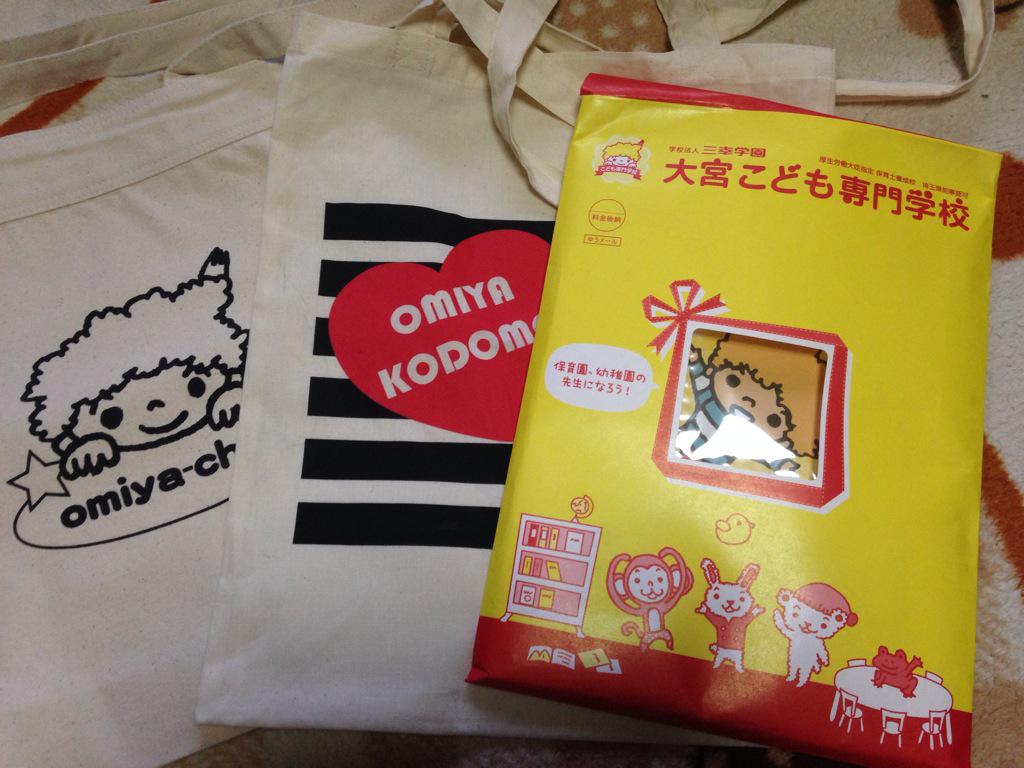 omiya-ch
OMIYA
KODOM
こども専門学校
学校法人 三幸学園
厚生労働大臣指定 保育士養成校 埼玉県知事認可
大宮こども専門学校
料金後納
ゆうメール
保育園、幼稚園の
先生になろう!